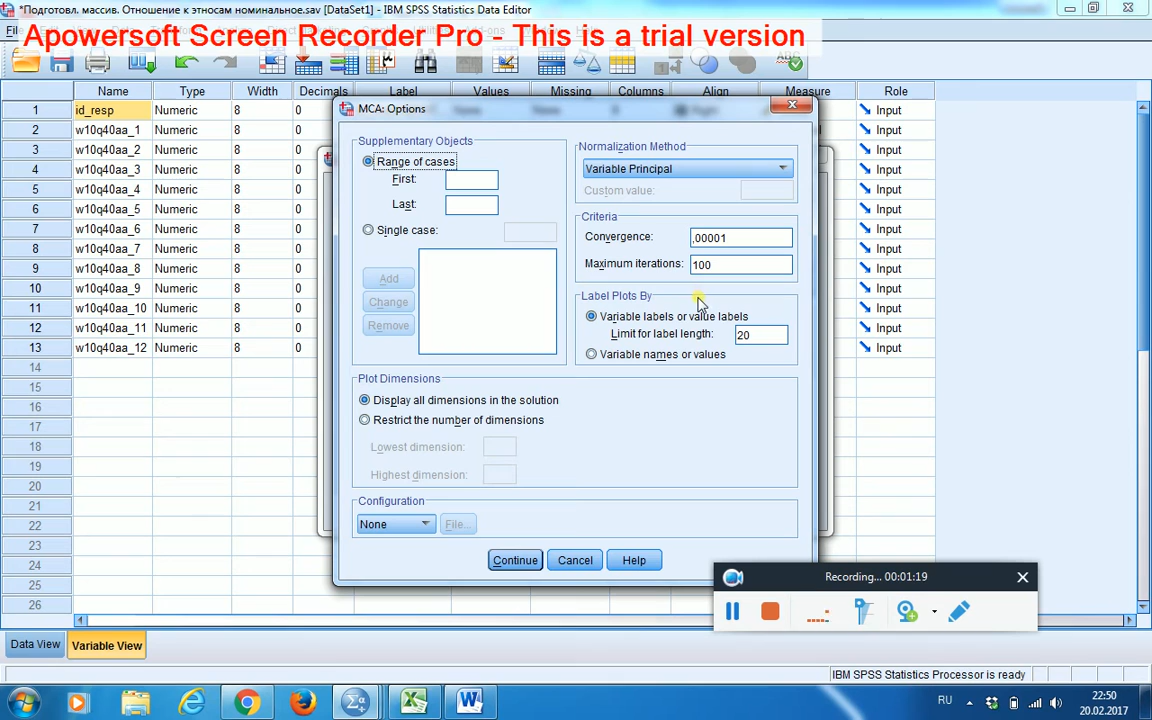 *Подготовл. массив. Отношение к этносам номинальное.sav [DataSet1] - IBM SPSS Statistics Data Editor
Apowersoft Screen Recorder Pro - This is a trial version
Name Type Width Decimals Label Values Missing Columns Align Measure Role
MCA: Options
1 id_resp Numeric 8 0 Input
2 w10q40aa_1 Numeric 8 0 Input
3 w10q40aa_2 Numeric 8 0 Input
4 w10q40aa_3 Numeric 8 0 Input
5 w10q40aa_4 Numeric 8 0 Input
6 w10q40aa_5 Numeric 8 0 Input
7 w10q40aa_6 Numeric 8 0 Input
8 w10q40aa_7 Numeric 8 0 Input
9 w10q40aa_8 Numeric 8 0 Input
10 w10q40aa_9 Numeric 8 0 Input
11 w10q40aa_10 Numeric 8 0 Input
12 w10q40aa_11 Numeric 8 0 Input
13 w10q40aa_12 Numeric 8 0 Input
14
15
16
17
18
19
20
21
22
23
24
25
26
Supplementary Objects
Range of cases
First:
Last:
Single case:
Add
Change
Remove
Normalization Method
Variable Principal
Custom value:
Criteria
Convergence: ,00001
Maximum iterations: 100
Label Plots By
Variable labels or value labels
Limit for label length: 20
Variable names or values
Plot Dimensions
Display all dimensions in the solution
Restrict the number of dimensions
Lowest dimension:
Highest dimension:
Configuration
None File...
Continue Cancel Help
Recording... 00:01:19
Data View Variable View
IBM SPSS Statistics Processor is ready
RU 22:50
20.02.2017